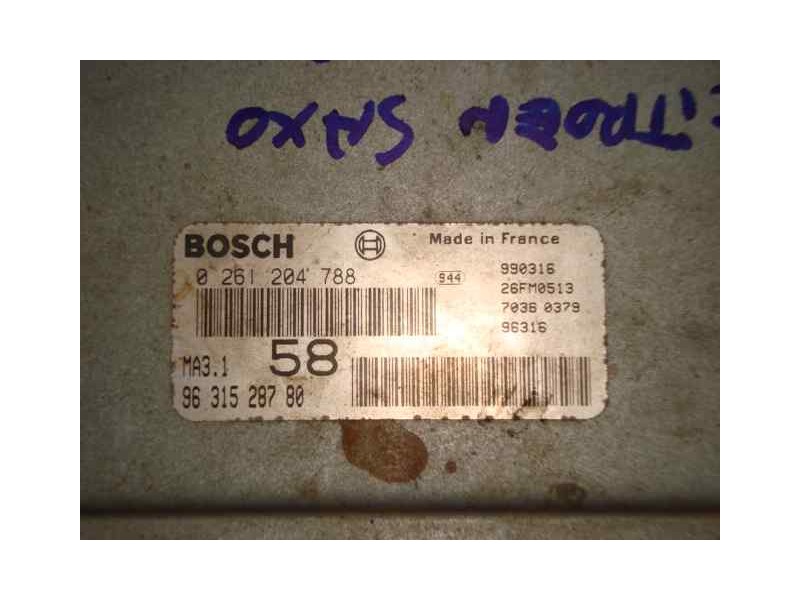 CITROEN SAXO
BOSCH
Made in France
0 261 204 788
944
990316
26FM0513
7036 0379
96316
MA3.1
58
96 315 287 80